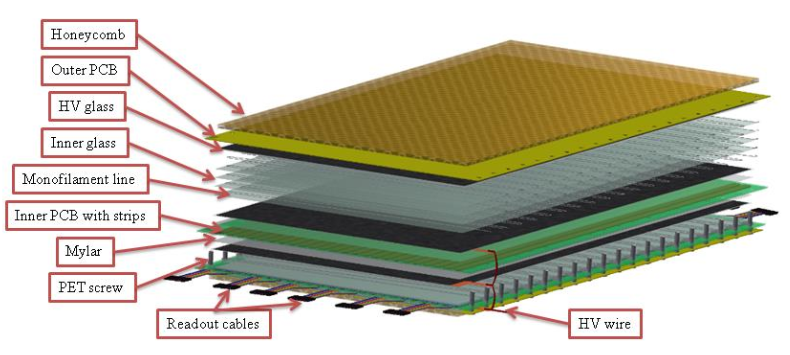 Honeycomb
Outer PCB
HV glass
Inner glass
Monofilament line
Inner PCB with strips
Mylar
PET screw
Readout cables
HV wire